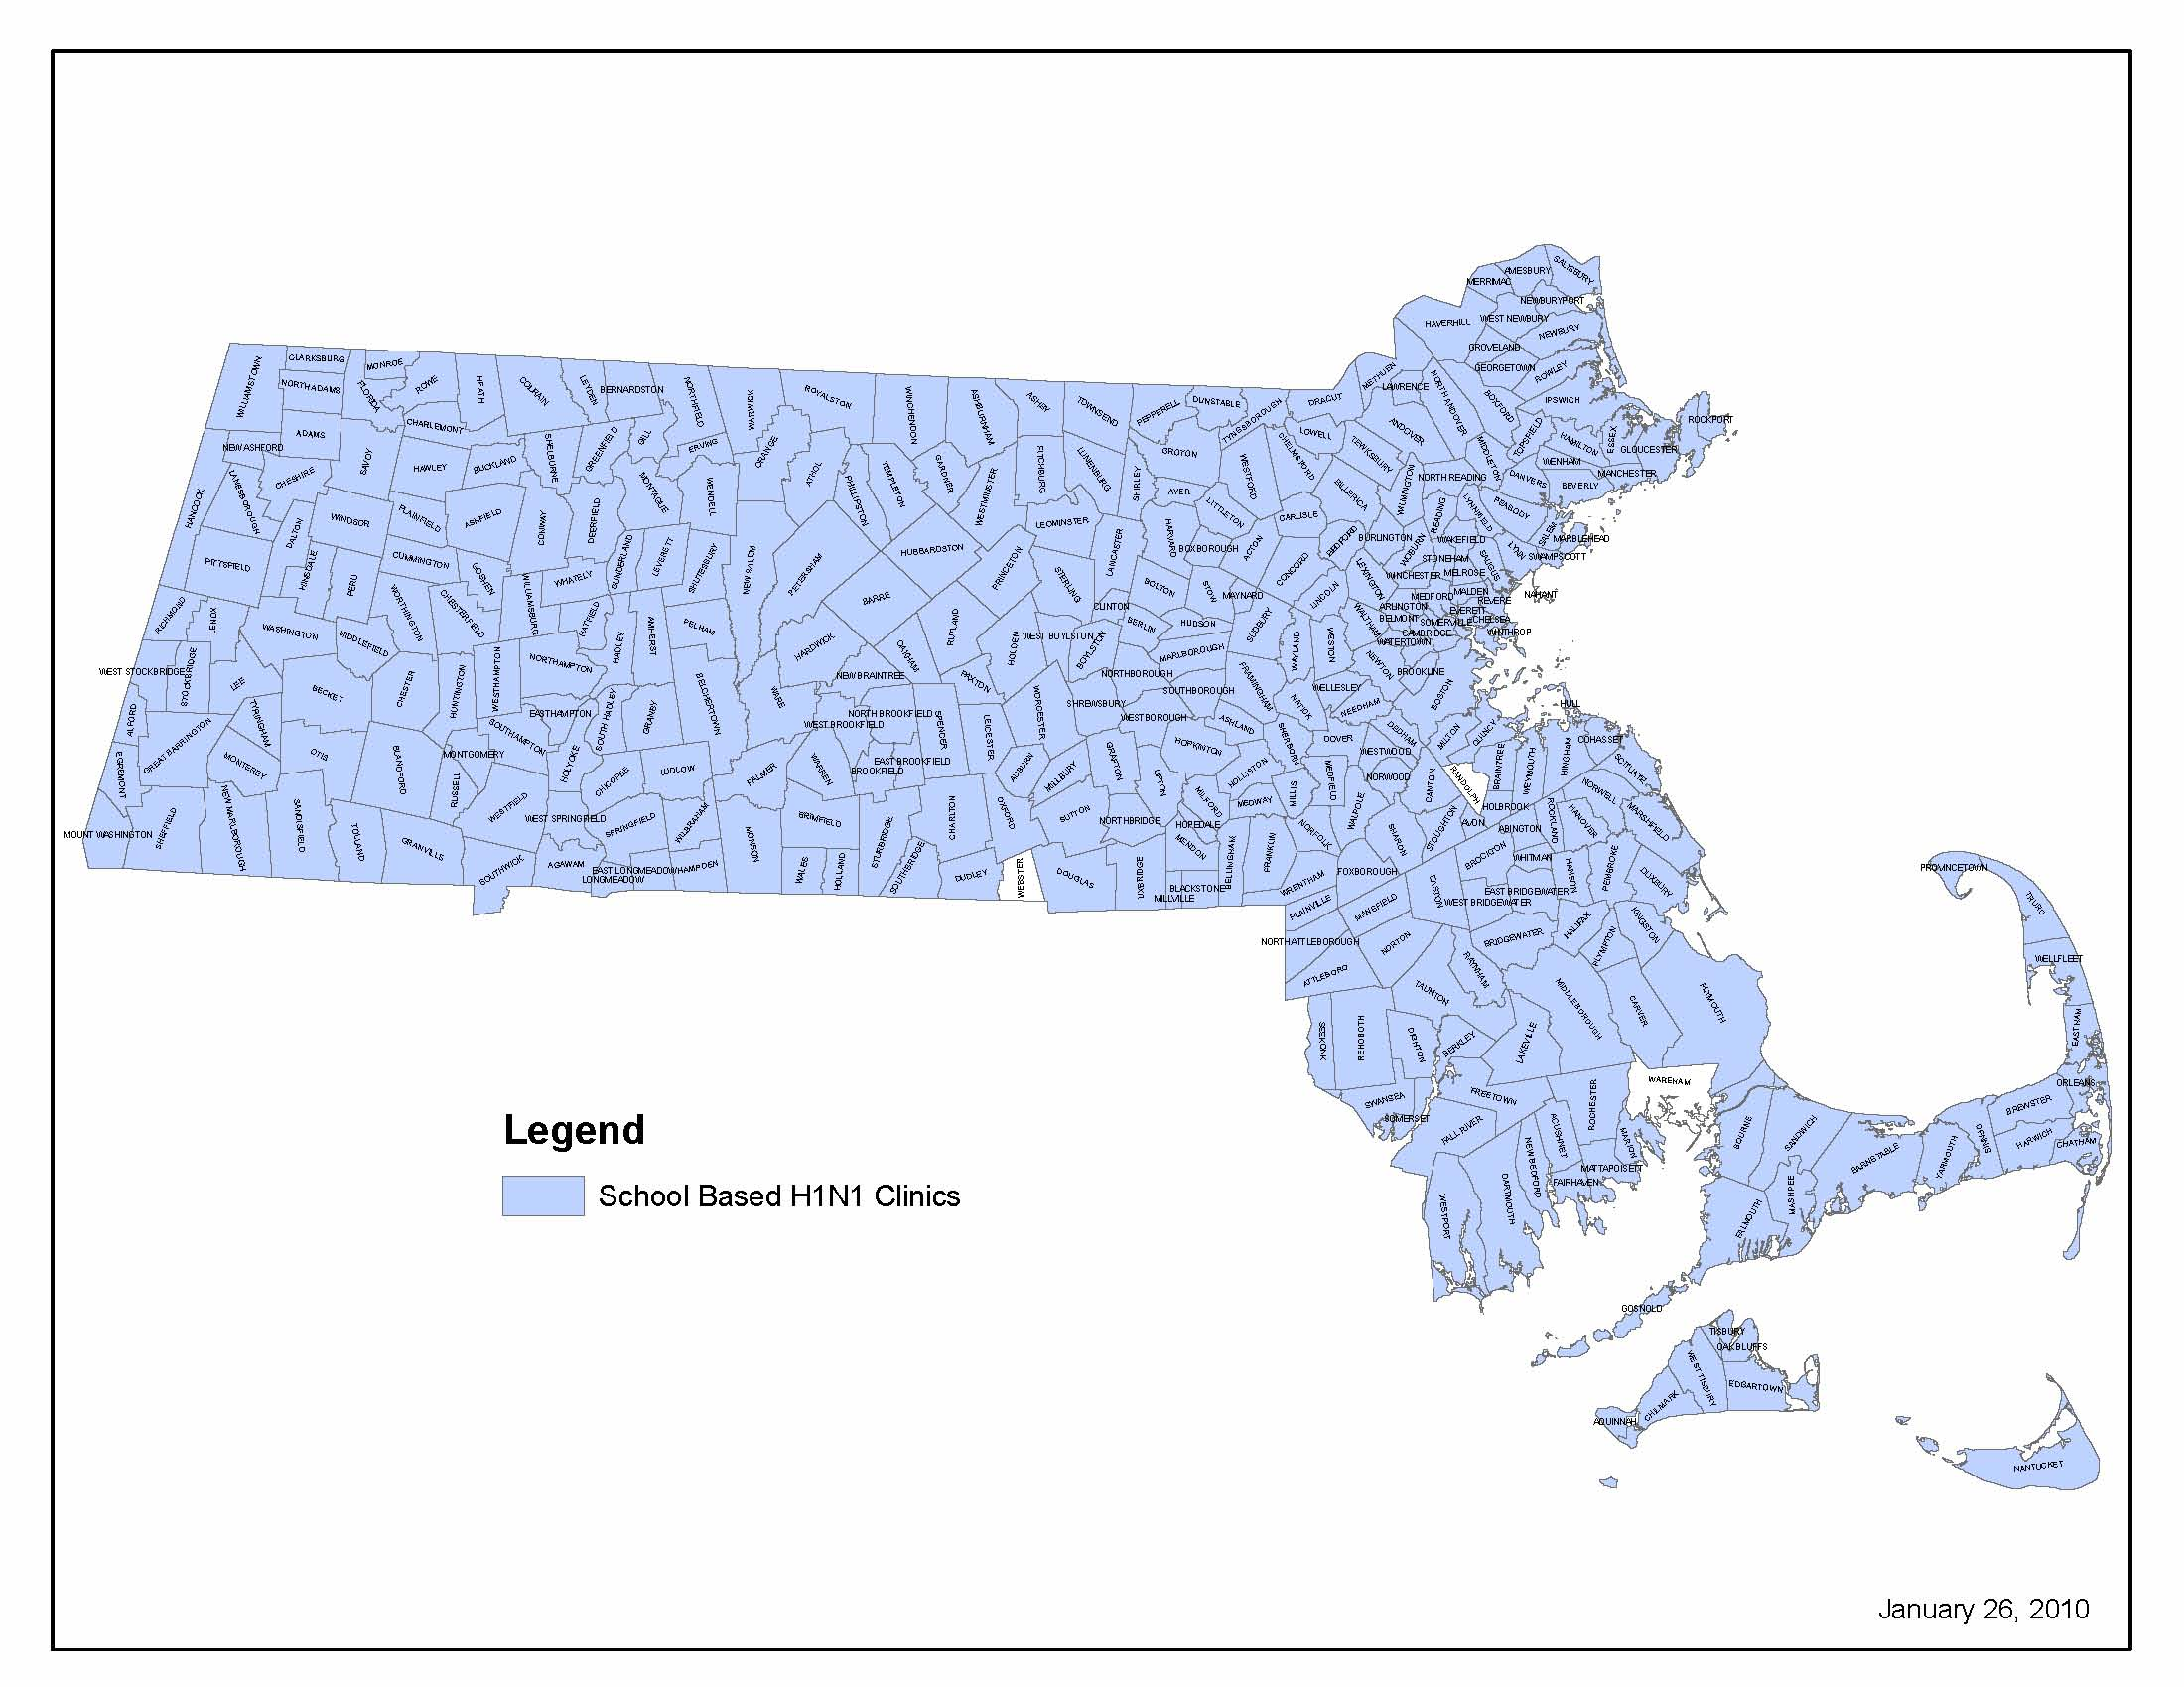 AMESBURY
SALISBURY
MERRIMAC
NEWBURYPORT
WEST NEWBURY
HAVERHILL
NEWBURY
GROVELAND
GEORGETOWN
ROWLEY
METHUEN
LAWRENCE
NORTH ANDOVER
BOXFORD
IPSWICH
ROCKPORT
WILLIAMSTOWN
CLARKSBURG
MONROE
NORTH ADAMS
FLORIDA
ROWE
HEATH
COLRAIN
LEYDEN
BERNARDSTON
NORTHFIELD
WARWICK
ROYALSTON
WINCHENDON
ASHBURNHAM
ASHBY
TOWNSEND
PEPPERELL
DUNSTABLE
TYNGSBOROUGH
DRACUT
LOWELL
ANDOVER
TEWKSBURY
CHELMSFORD
MIDDLETON
TOPSFIELD
HAMILTON
ESSEX
GLOUCESTER
WENHAM
MANCHESTER
DANVERS
BEVERLY
NORTH READING
WILMINGTON
BILLERICA
CHARLEMONT
ADAMS
NEW ASHFORD
SAVOY
HAWLEY
BUCKLAND
SHELBURNE
GREENFIELD
GILL
ERVING
ORANGE
ATHOL
PHILLIPSTON
TEMPLETON
GARDNER
WESTMINSTER
FITCHBURG
LUNENBURG
SHIRLEY
GROTON
AYER
WESTFORD
LITTLETON
CARLISLE
READING
LYNNFIELD
PEABODY
SALEM
MARBLEHEAD
SWAMPSCOTT
LYNN
HANCOCK
LANESBOROUGH
CHESHIRE
DALTON
WINDSOR
PLAINFIELD
ASHFIELD
CONWAY
DEERFIELD
MONTAGUE
WENDELL
LEOMINSTER
LANCASTER
HARVARD
BOXBOROUGH
ACTON
CONCORD
BEDFORD
BURLINGTON
WOBURN
WAKEFIELD
STONEHAM
SAUGUS
WINCHESTER
MELROSE
PITTSFIELD
HINSDALE
PERU
CUMMINGTON
GOSHEN
WILLIAMSBURG
WHATELY
SUNDERLAND
LEVERETT
SHUTESBURY
NEW SALEM
PETERSHAM
HUBBARDSTON
PRINCETON
STERLING
BARRE
BOLTON
STOW
MAYNARD
LINCOLN
LEXINGTON
MALDEN
MEDFORD
REVERE
NAHANT
ARLINGTON
EVERETT
BELMONT
SOMERVILLE
CHELSEA
CAMBRIDGE
WINTHROP
WATERTOWN
WALTHAM
RICHMOND
LENOX
WASHINGTON
MIDDLEFIELD
WORTHINGTON
CHESTERFIELD
HATFIELD
HADLEY
AMHERST
PELHAM
HARDWICK
OAKHAM
RUTLAND
HOLDEN
WEST BOYLSTON
BOYLSTON
CLINTON
BERLIN
HUDSON
MARLBOROUGH
SUDBURY
WAYLAND
WESTON
NEWTON
BROOKLINE
BOSTON
WEST STOCKBRIDGE
STOCKBRIDGE
LEE
BECKET
CHESTER
HUNTINGTON
WESTHAMPTON
NORTHAMPTON
EASTHAMPTON
SOUTHAMPTON
SOUTH HADLEY
GRANBY
BELCHERTOWN
WARE
NEW BRAINTREE
PAXTON
NORTH BROOKFIELD
WEST BROOKFIELD
SPENCER
LEICESTER
WORCESTER
SHREWSBURY
NORTHBOROUGH
SOUTHBOROUGH
WESTBOROUGH
FRAMINGHAM
NATICK
WELLESLEY
NEEDHAM
ASHLAND
SHERBORN
DOVER
DEDHAM
WESTWOOD
MILTON
QUINCY
HULL
ALFORD
GREAT BARRINGTON
TYRINGHAM
MONTEREY
OTIS
BLANDFORD
MONTGOMERY
RUSSELL
HOLYOKE
CHICOPEE
LUDLOW
PALMER
WARREN
EAST BROOKFIELD
BROOKFIELD
AUBURN
MILLBURY
GRAFTON
UPTON
HOPKINTON
HOLLISTON
MILFORD
MEDWAY
MILLIS
MEDFIELD
NORWOOD
WALPOLE
CANTON
RANDOLPH
BRAINTREE
WEYMOUTH
HINGHAM
COHASSET
SCITUATE
NORWELL
EGREMONT
MOUNT WASHINGTON
SHEFFIELD
NEW MARLBOROUGH
SANDISFIELD
TOLLAND
GRANVILLE
WESTFIELD
WEST SPRINGFIELD
SPRINGFIELD
WILBRAHAM
SOUTHWICK
AGAWAM
EAST LONGMEADOW
LONGMEADOW
HAMPDEN
MONSON
BRIMFIELD
WALES
HOLLAND
STURBRIDGE
SOUTHBRIDGE
CHARLTON
DUDLEY
OXFORD
WEBSTER
SUTTON
DOUGLAS
NORTHBRIDGE
UXBRIDGE
HOPEDALE
MENDON
BLACKSTONE
MILLVILLE
BELLINGHAM
FRANKLIN
NORFOLK
WRENTHAM
PLAINVILLE
FOXBOROUGH
SHARON
STOUGHTON
HOLBROOK
AVON
ABINGTON
ROCKLAND
HANOVER
MARSHFIELD
BROCKTON
WHITMAN
HANSON
PEMBROKE
DUXBURY
EASTON
EAST BRIDGEWATER
WEST BRIDGEWATER
MANSFIELD
NORTH ATTLEBOROUGH
NORTON
BRIDGEWATER
HALIFAX
PLYMPTON
KINGSTON
ATTLEBORO
TAUNTON
RAYNHAM
MIDDLEBOROUGH
CARVER
PLYMOUTH
SEEKONK
REHOBOTH
DIGHTON
BERKLEY
LAKEVILLE
PROVINCETOWN
TRURO
WELLFLEET
EASTHAM
ORLEANS
BREWSTER
HARWICH
CHATHAM
DENNIS
YARMOUTH
BARNSTABLE
SANDWICH
BOURNE
MASHPEE
FALMOUTH
WAREHAM
SWANSEA
SOMERSET
FREETOWN
FALL RIVER
ROCHESTER
ACUSHNET
MARION
MATTAPOISETT
FAIRHAVEN
NEW BEDFORD
DARTMOUTH
WESTPORT
Legend
School Based H1N1 Clinics
GOSNOLD
TISBURY
OAK BLUFFS
WEST TISBURY
EDGARTOWN
CHILMARK
AQUINNAH
NANTUCKET
January 26, 2010